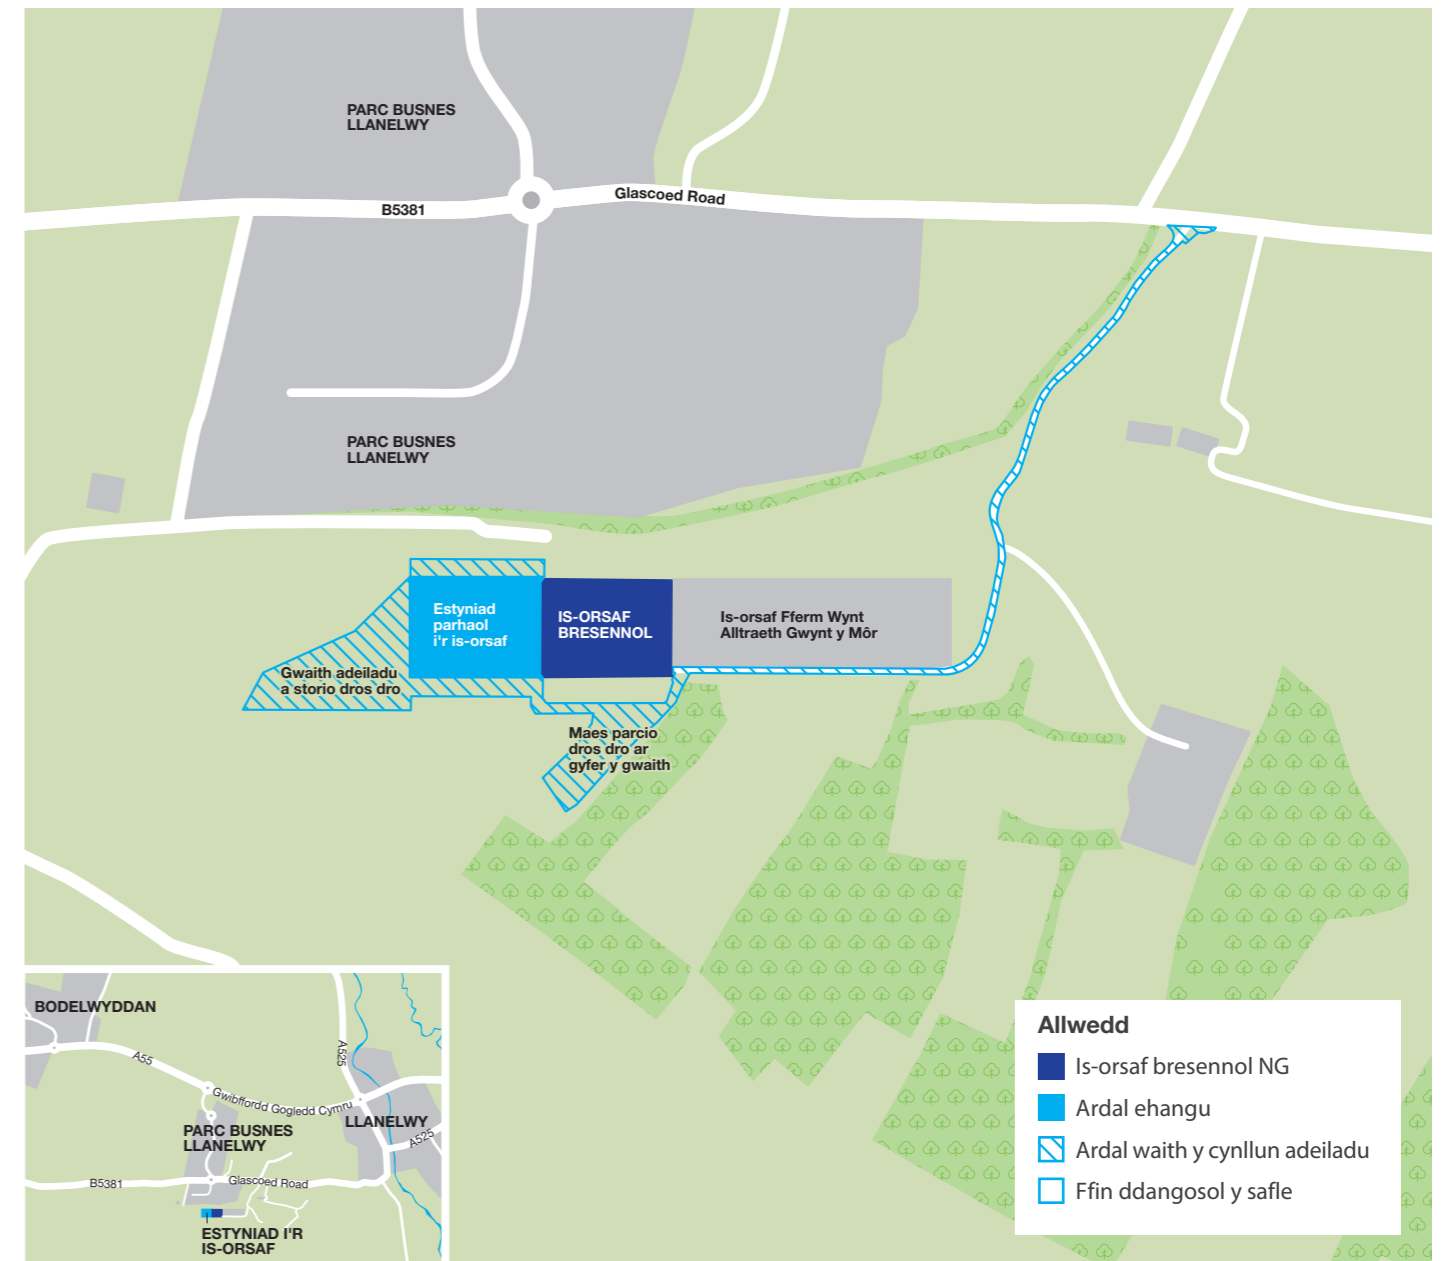 PARC BUSNES
LLANELWY
B5381
Glascoed Road
PARC BUSNES
LLANELWY
Estyniad
parhaol
i'r is-orsaf
IS-ORSAF
BRESENNOL
Is-orsaf Fferm Wynt
Alltraeth Gwynt y Môr
Gwaith adeiladu
a storio dros dro
Maes parcio
dros dro ar
gyfer y gwaith
BODELWYDDAN
A55
A525
Gwibffordd Gogledd Cymru
PARC BUSNES
LLANELWY
LLANELWY
A525
B5381
Glascoed Road
ESTYNIAD I'R
IS-ORSAF
Allwedd
Is-orsaf bresennol NG
Ardal ehangu
Ardal waith y cynllun adeiladu
Ffin ddangosol y safle